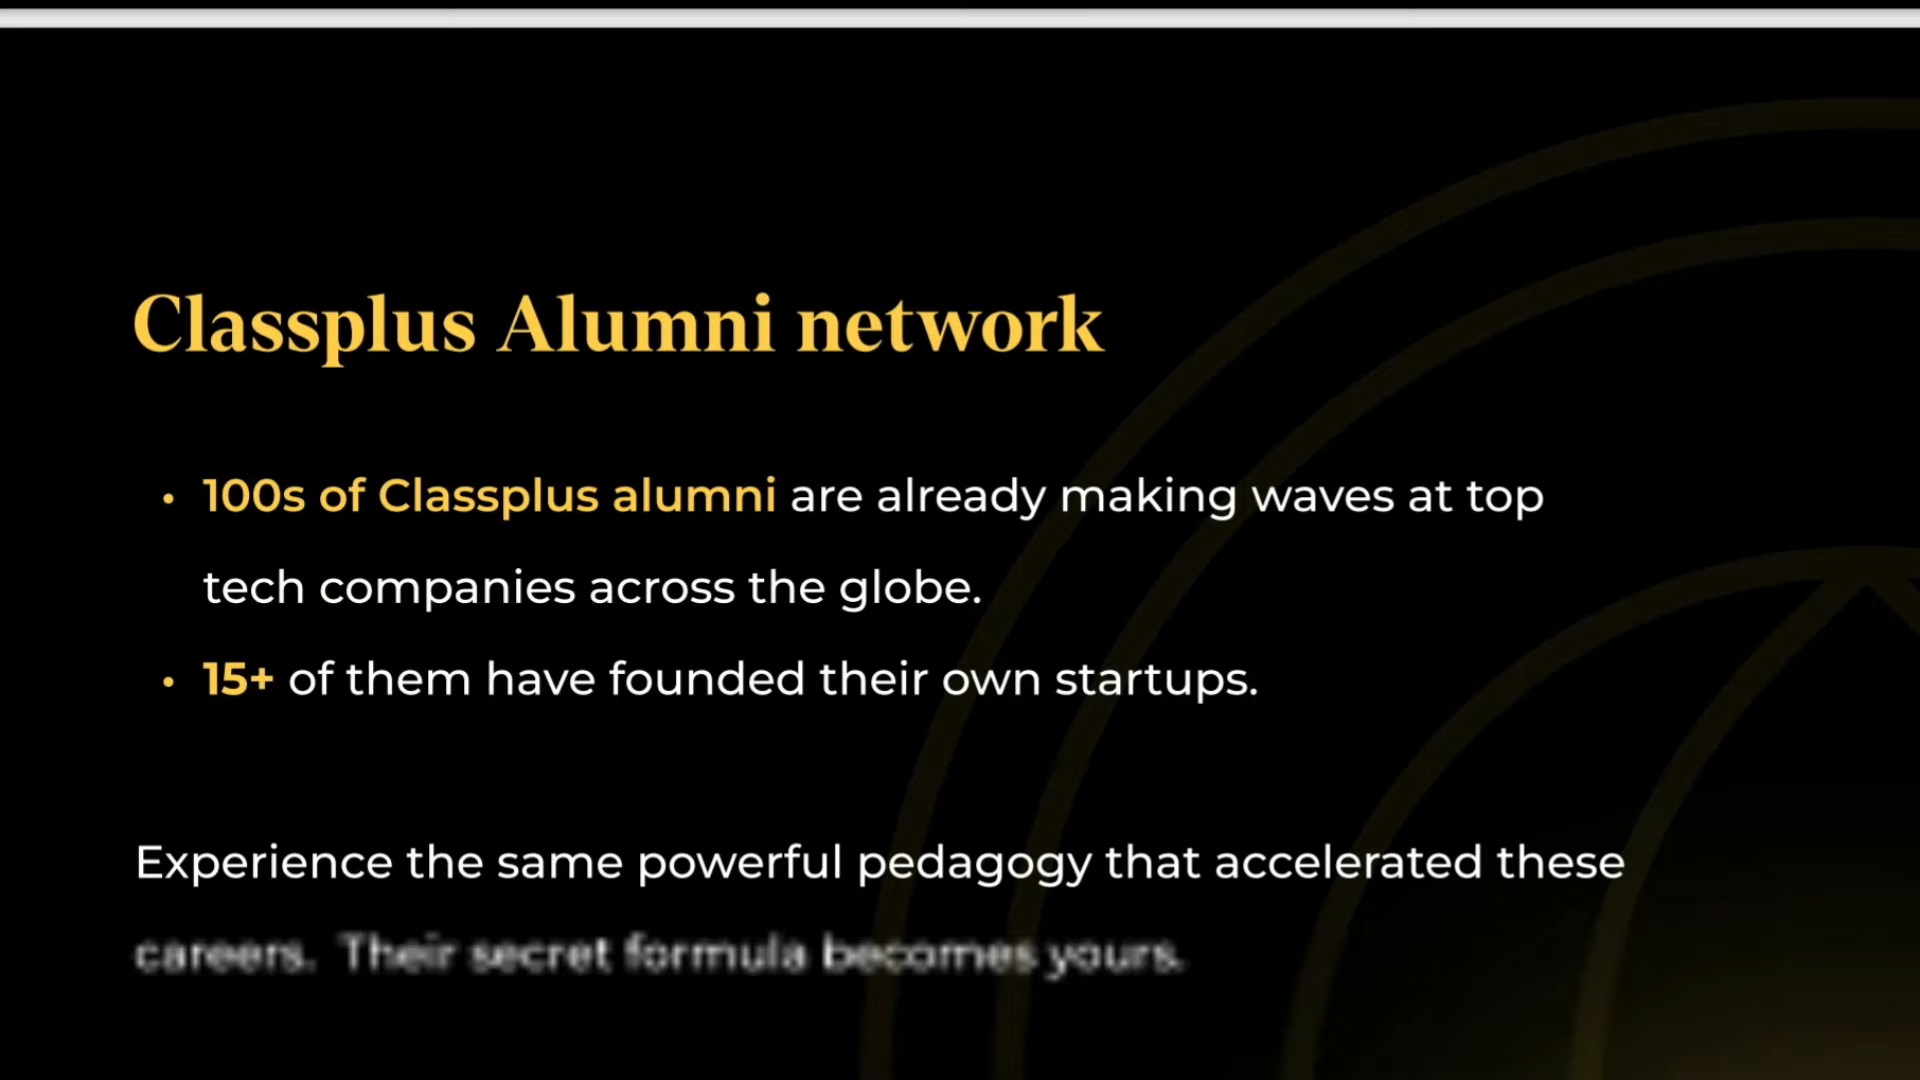 Classplus Alumni network
• 100s of Classplus alumni are already making waves at top
tech companies across the globe.
• 15+ of them have founded their own startups.
Experience the same powerful pedagogy that accelerated these
careers. Their secret formula becomes yours.